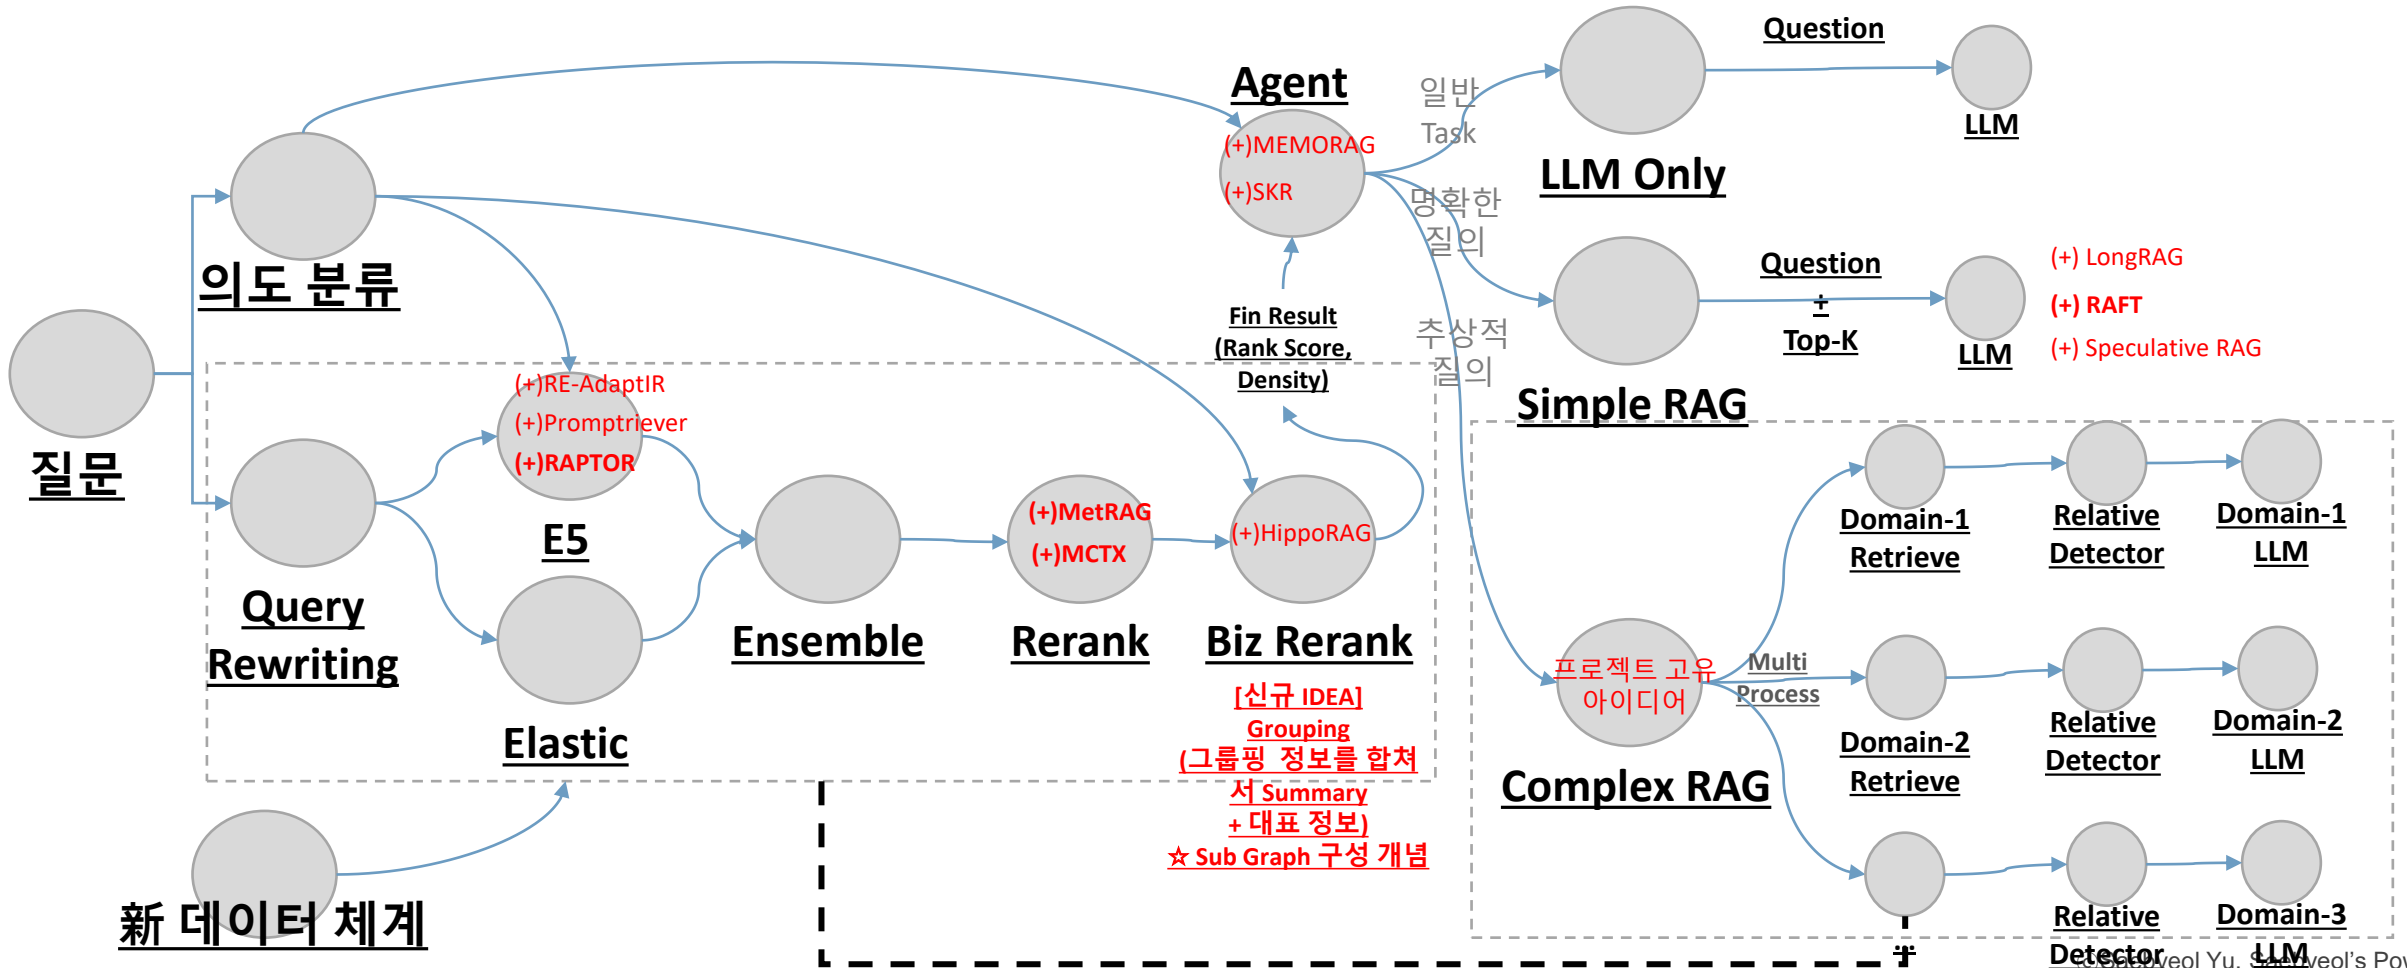 질문
의도 분류
Query
Rewriting
(+)RE-AdaptIR
(+)Promptriever
(+)RAPTOR
E5
Elastic
新 데이터 체계
Ensemble
(+)MetRAG
(+)MCTX
Rerank
(+)HippoRAG
Biz Rerank
[신규 IDEA]
Grouping
(그룹핑 정보를 합쳐
서 Summary
+ 대표 정보)
☆ Sub Graph 구성 개념
Fin Result
(Rank Score,
Density)
Agent
(+)MEMORAG
(+)SKR
일반
Task
명확한
질의
추상적
질의
LLM Only
Question
LLM
Simple RAG
Question
+
Top-K
LLM
(+) LongRAG
(+) RAFT
(+) Speculative RAG
프로젝트 고유
아이디어
Complex RAG
Multi
Process
Domain-1
Retrieve
Relative
Detector
Domain-1
LLM
Domain-2
Retrieve
Relative
Detector
Domain-2
LLM
Relative
Detector
Domain-3
LLM
©Saebyeol Yu. Saebyeol's Po